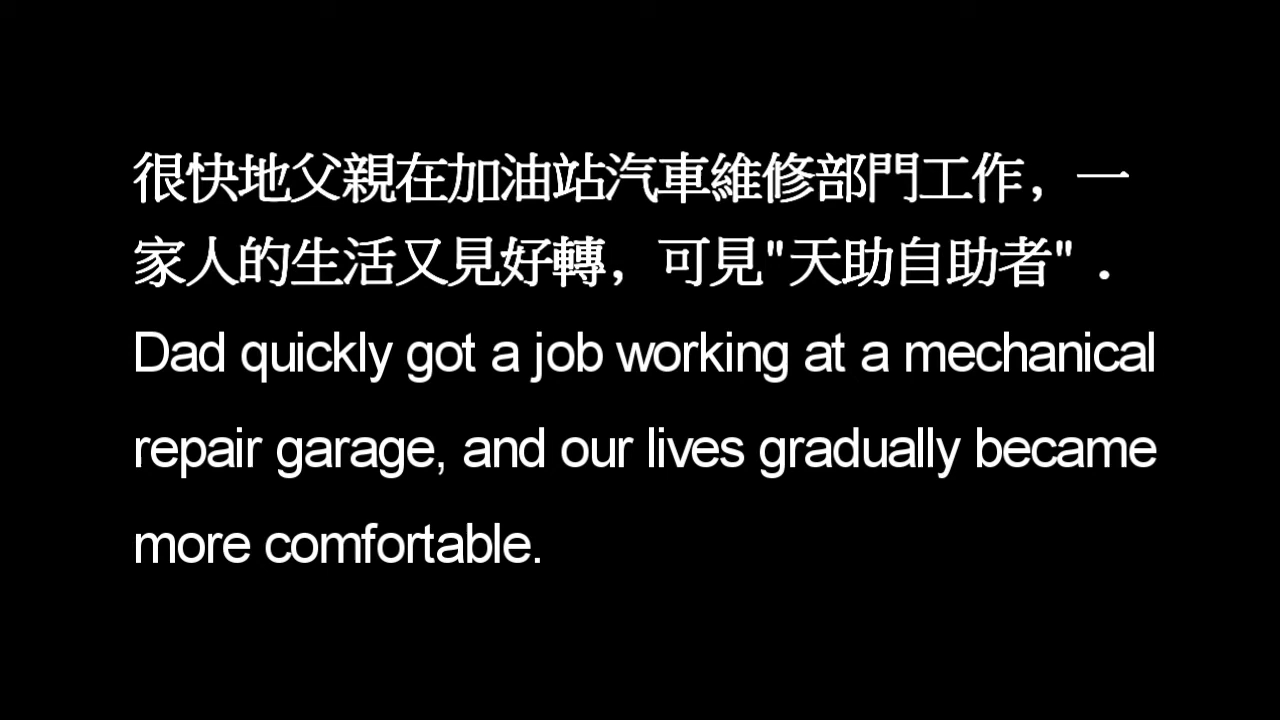 很快地父親在加油站汽車維修部門工作，一
家人的生活又見好轉，可見"天助自助者"．
Dad quickly got a job working at a mechanical
repair garage, and our lives gradually became
more comfortable.